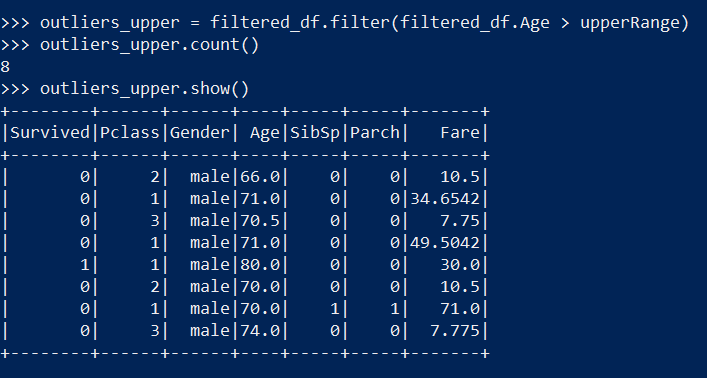 >>> outliers_upper = filtered_df.filter(filtered_df.Age > upperRange)
>>> outliers_upper.count()
8
>>> outliers_upper.show()
+--------+------+------+----+-----+-----+-------+
|Survived|Pclass|Gender| Age|SibSp|Parch|   Fare|
+--------+------+------+----+-----+-----+-------+
|       0|     2|  male|66.0|    0|    0|   10.5|
|       0|     1|  male|71.0|    0|    0|34.6542|
|       0|     3|  male|70.5|    0|    0|   7.75|
|       0|     1|  male|71.0|    0|    0|49.5042|
|       1|     1|  male|80.0|    0|    0|   30.0|
|       0|     2|  male|70.0|    0|    0|   10.5|
|       0|     1|  male|70.0|    1|    1|   71.0|
|       0|     3|  male|74.0|    0|    0|  7.775|
+--------+------+------+----+-----+-----+-------+